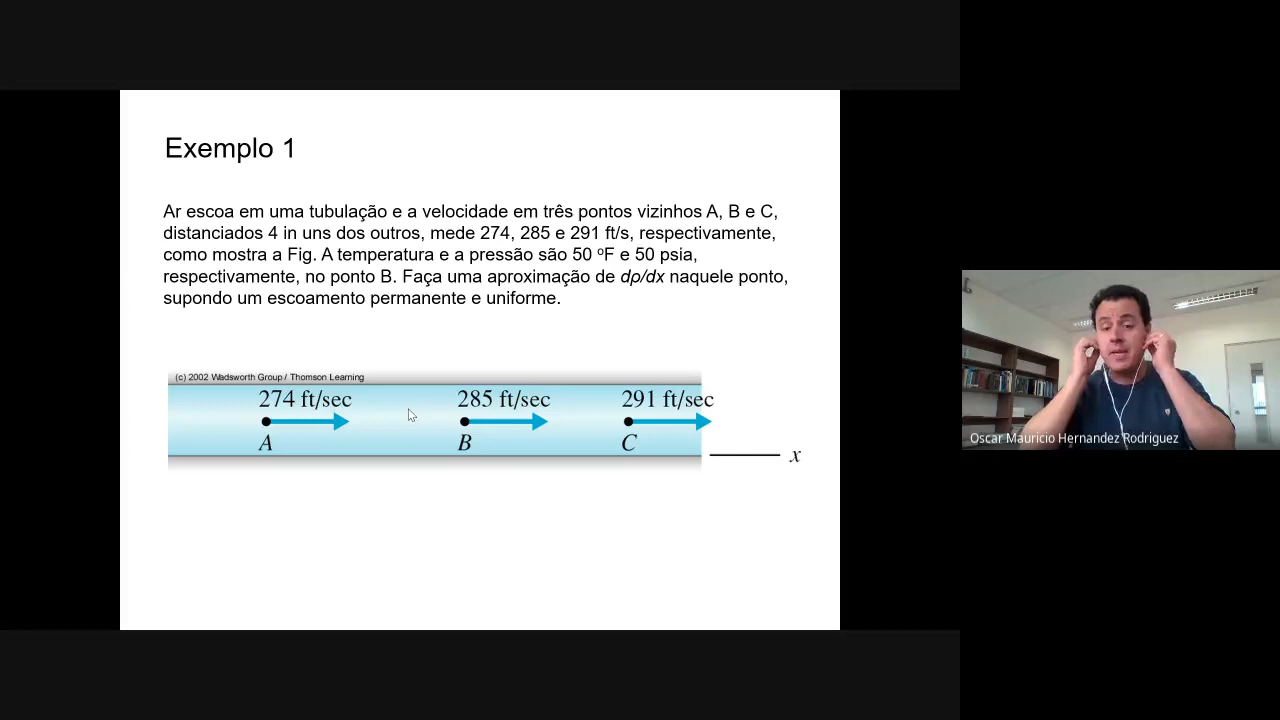 Exemplo 1
Ar escoa em uma tubulação e a velocidade em três pontos vizinhos A, B e C,
distanciados 4 in uns dos outros, mede 274, 285 e 291 ft/s, respectivamente,
como mostra a Fig. A temperatura e a pressão são 50 ºF e 50 psia,
respectivamente, no ponto B. Faça uma aproximação de dρ/dx naquele ponto,
supondo um escoamento permanente e uniforme.
(c) 2002 Wadsworth Group / Thomson Learning
274 ft/sec 285 ft/sec 291 ft/sec
A B C
x
Oscar Mauricio Hernandez Rodriguez